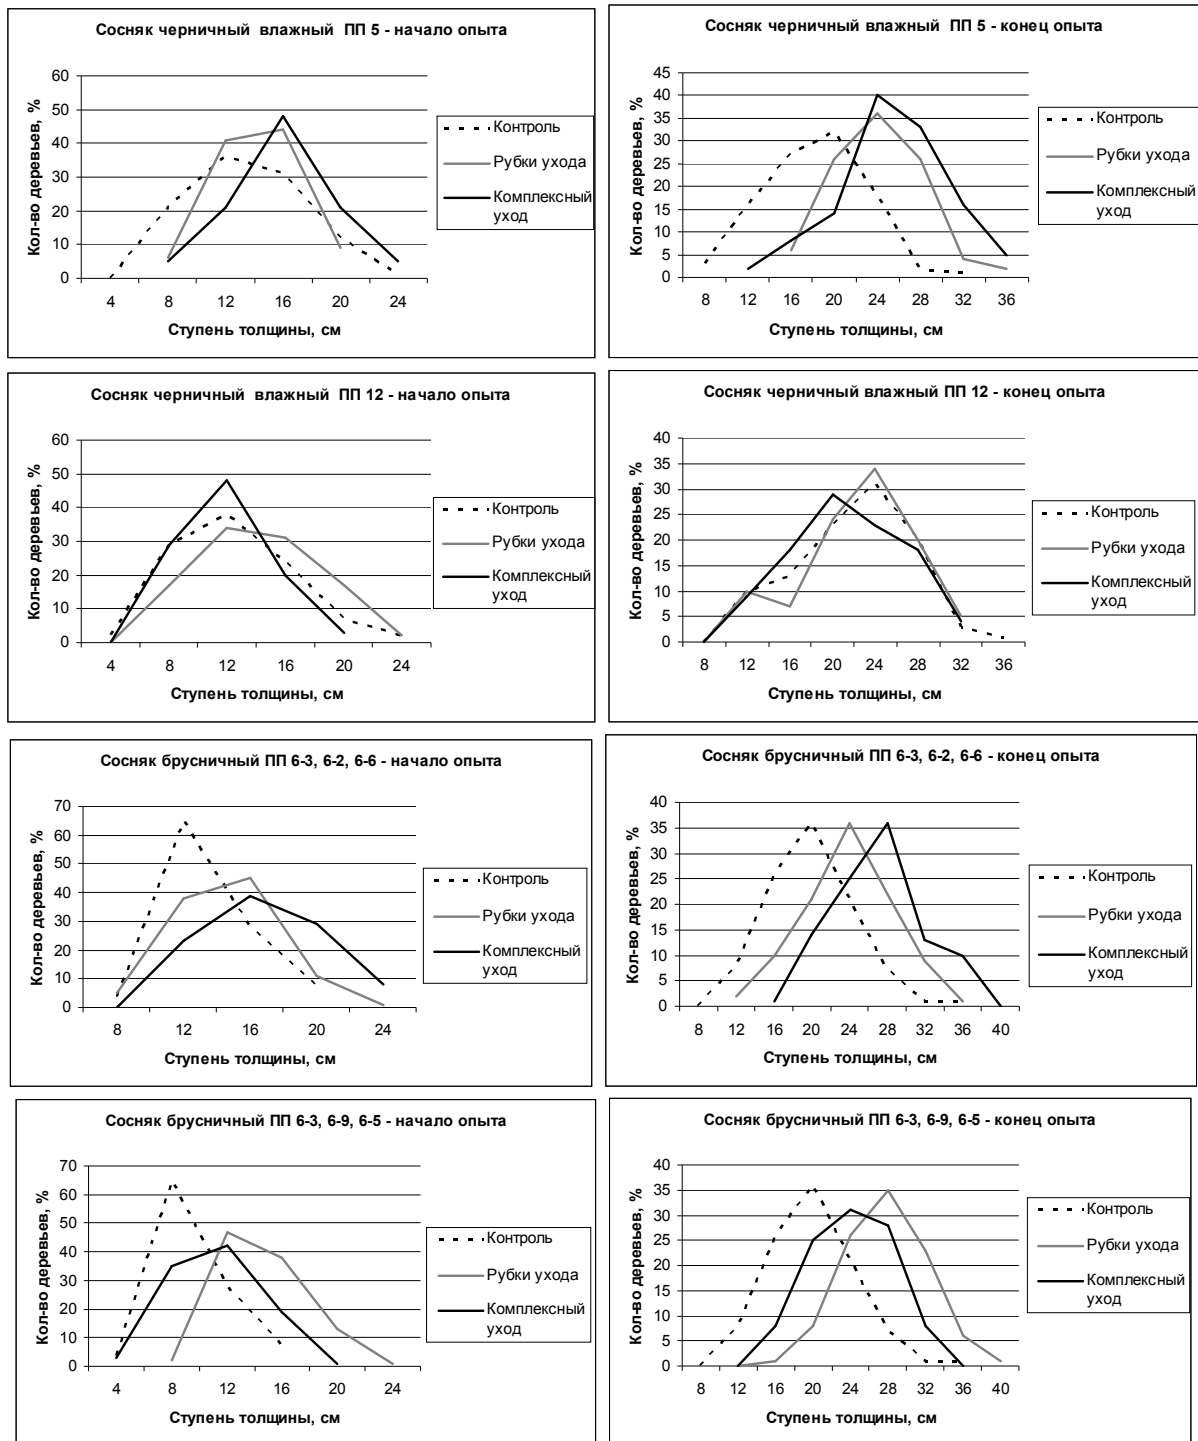 Сосняк черничный влажный ПП 5 - начало опыта
Кол-во деревьев, %
60
50
40
30
20
10
0
4 8 12 16 20 24
Ступень толщины, см
Контроль
Рубки ухода
Комплексный
уход
Сосняк черничный влажный ПП 5 - конец опыта
Кол-во деревьев, %
45
40
35
30
25
20
15
10
5
0
8 12 16 20 24 28 32 36
Ступень толщины, см
Контроль
Рубки ухода
Комплексный
уход
Сосняк черничный влажный ПП 12 - начало опыта
Кол-во деревьев, %
60
50
40
30
20
10
0
4 8 12 16 20 24
Ступень толщины, см
Контроль
Рубки ухода
Комплексный
уход
Сосняк черничный влажный ПП 12 - конец опыта
Кол-во деревьев, %
40
35
30
25
20
15
10
5
0
8 12 16 20 24 28 32 36
Ступень толщины, см
Контроль
Рубки ухода
Комплексный
уход
Сосняк брусничный ПП 6-3, 6-2, 6-6 - начало опыта
Кол-во деревьев, %
70
60
50
40
30
20
10
0
8 12 16 20 24
Ступень толщины, см
Контроль
Рубки ухода
Комплексный
уход
Сосняк брусничный ПП 6-3, 6-2, 6-6 - конец опыта
Кол-во деревьев, %
40
35
30
25
20
15
10
5
0
8 12 16 20 24 28 32 36 40
Ступень толщины, см
Контроль
Рубки ухода
Комплексный
уход
Сосняк брусничный ПП 6-3, 6-9, 6-5 - начало опыта
Кол-во деревьев, %
70
60
50
40
30
20
10
0
4 8 12 16 20 24
Ступень толщины, см
Контроль
Рубки ухода
Комплексный
уход
Сосняк брусничный ПП 6-3, 6-9, 6-5 - конец опыта
Кол-во деревьев, %
40
35
30
25
20
15
10
5
0
8 12 16 20 24 28 32 36 40
Ступень толщины, см
Контроль
Рубки ухода
Комплексный
уход